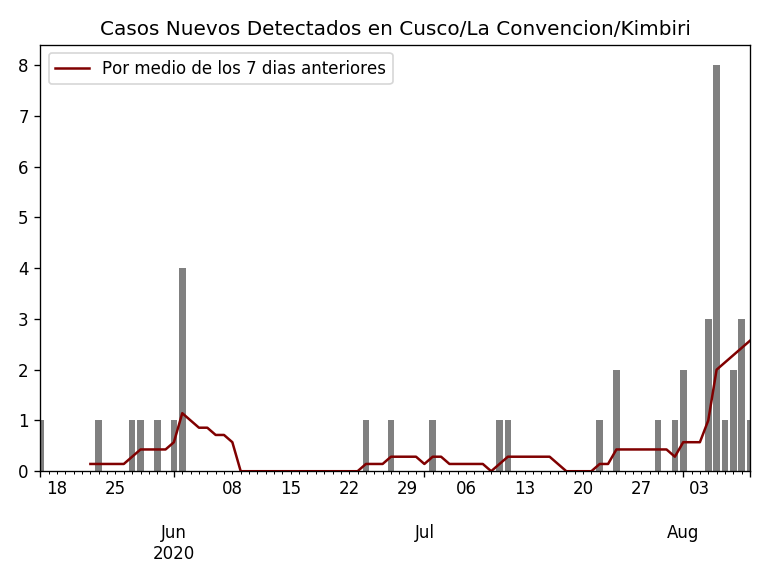 Casos Nuevos Detectados en Cusco/La Convencion/Kimbiri
Por medio de los 7 dias anteriores
8
7
6
5
4
3
2
1
0
18 25 08 15 22 29 06 13 20 27 03
Jun Jul Aug
2020